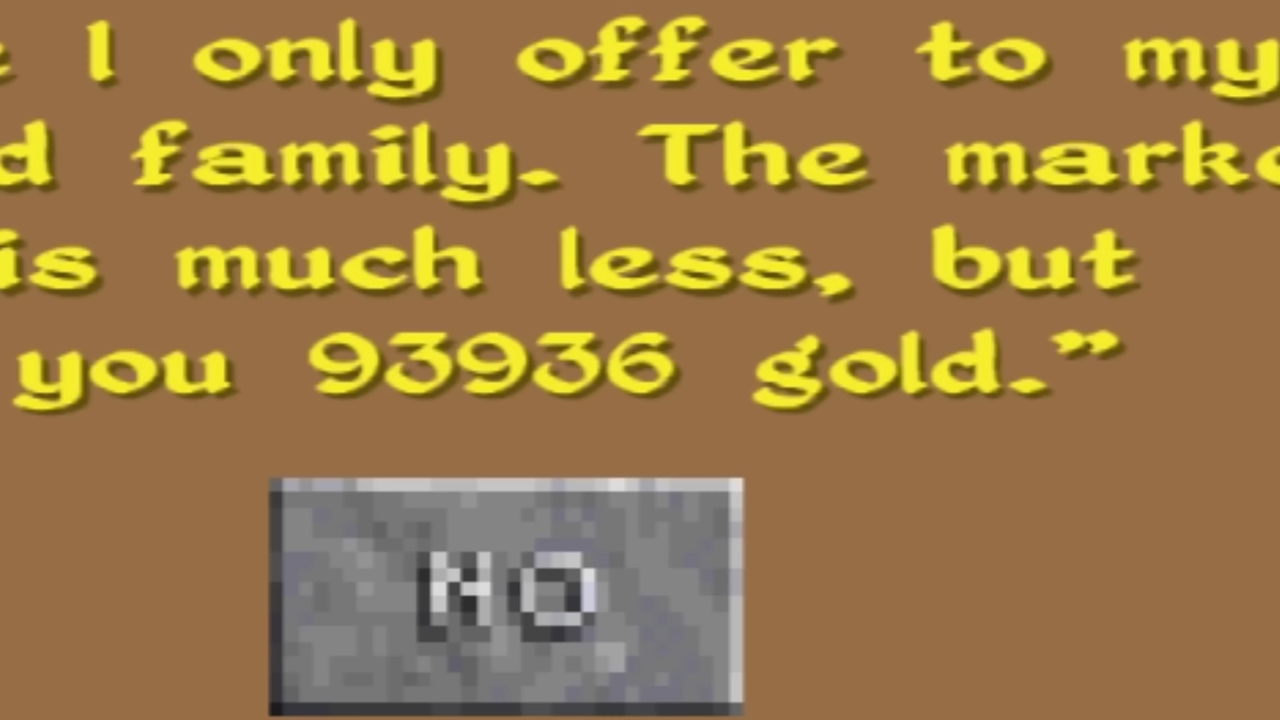 I only offer to my
family. The
is much less, but
you 93936 gold.”
NO